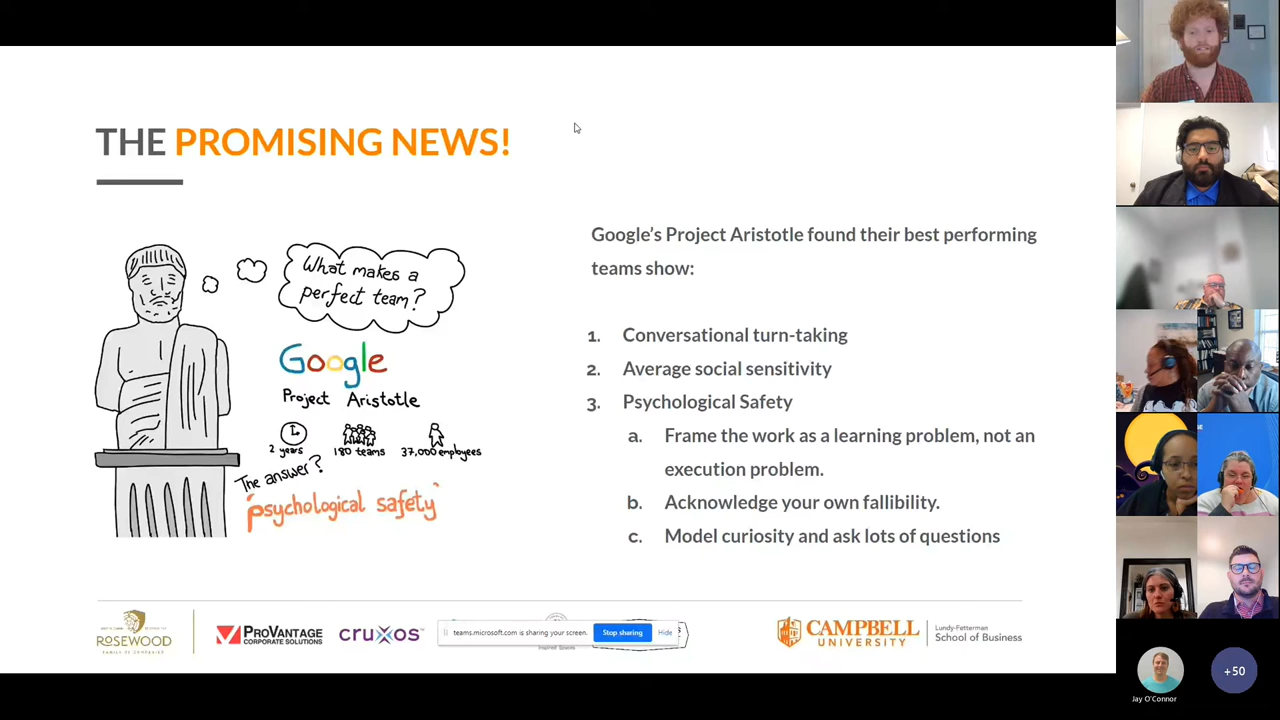 THE PROMISING NEWS!
What makes a
perfect team?
Google
Project Aristotle
2 years
180 teams
37,000 employees
The answer?
"psychological safety"
Google’s Project Aristotle found their best performing
teams show:
1. Conversational turn-taking
2. Average social sensitivity
3. Psychological Safety
a. Frame the work as a learning problem, not an
execution problem.
b. Acknowledge your own fallibility.
c. Model curiosity and ask lots of questions
ROSEWOOD
FAMILY OF COMPANIES
PROVANTAGE
CORPORATE SOLUTIONS
cruxos
teams.microsoft.com is sharing your screen.
Stop sharing
Hide
Inspired Spaces
CAMPBELL
UNIVERSITY
Lundy-Fetterman
School of Business
Jay O'Connor
+50